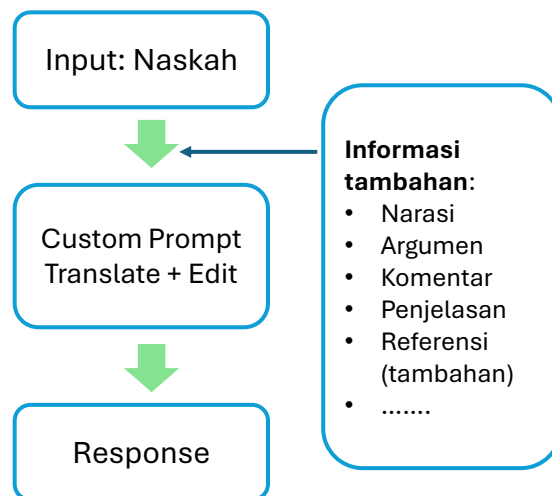 Input: Naskah
Custom Prompt
Translate + Edit
Response
Informasi
tambahan:
• Narasi
• Argumen
• Komentar
• Penjelasan
• Referensi
(tambahan)
• .......